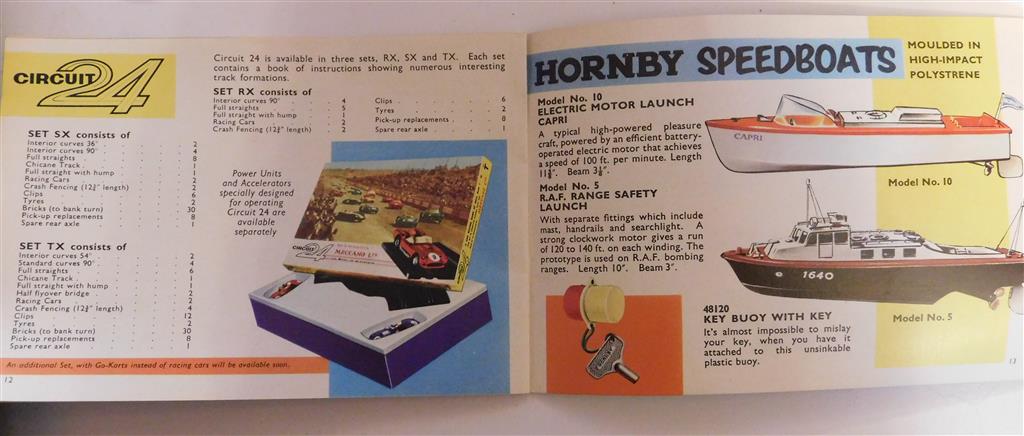 CIRCUIT 24
Circuit 24 is available in three sets, RX, SX and TX. Each set
contains a book of instructions showing numerous interesting
track formations.
SET RX consists of
Interior curves 90° . . . 4
Full straights . . . 5
Full straight with hump . 1
Racing Cars . . . 2
Crash Fencing (12¾" length) . 2
Clips . . . . 6
Tyres . . . . 2
Pick-up replacements . . . 8
Spare rear axle . . . 1
SET SX consists of
Interior curves 36° . . . 2
Interior curves 90° . . . 4
Full straights . . . 8
Chicane Track . . . 1
Full straight with hump . . 1
Racing Cars . . . 2
Crash Fencing (12¾" length) . . 2
Clips . . . . 6
Tyres . . . . 2
Bricks (to bank turn) . . . 30
Pick-up replacements . . . 8
Spare rear axle . . . 1
SET TX consists of
Interior curves 54° . . . 2
Standard curves 90° . . . 4
Full straights . . . 6
Chicane Track . . . 1
Full straight with hump . . 1
Half flyover bridge . . . 2
Racing Cars . . . 2
Crash Fencing (12¾" length) . . 4
Clips . . . . 12
Tyres . . . . 2
Bricks (to bank turn) . . . 30
Pick-up replacements . . . 8
Spare rear axle . . . 1
Power Units
and Accelerators
specially designed
for operating
Circuit 24 are
available
separately
CIRCUIT 24
MECCANO LTD
An additional Set, with Go-Karts instead of racing cars will be available soon.
12
HORNBY SPEEDBOATS
MOULDED IN
HIGH-IMPACT
POLYSTRENE
Model No. 10
ELECTRIC MOTOR LAUNCH
CAPRI
A typical high-powered pleasure
craft, powered by an efficient battery-
operated electric motor that achieves
a speed of 100 ft. per minute. Length
11¾". Beam 3⅛".
Model No. 5
R.A.F. RANGE SAFETY
LAUNCH
With separate fittings which include
mast, handrails and searchlight. A
strong clockwork motor gives a run
of 120 to 140 ft. on each winding. The
prototype is used on R.A.F. bombing
ranges. Length 10". Beam 3".
CAPRI
Model No. 10
1640
Model No. 5
48120
KEY BUOY WITH KEY
It's almost impossible to mislay
your key, when you have it
attached to this unsinkable
plastic buoy.
13